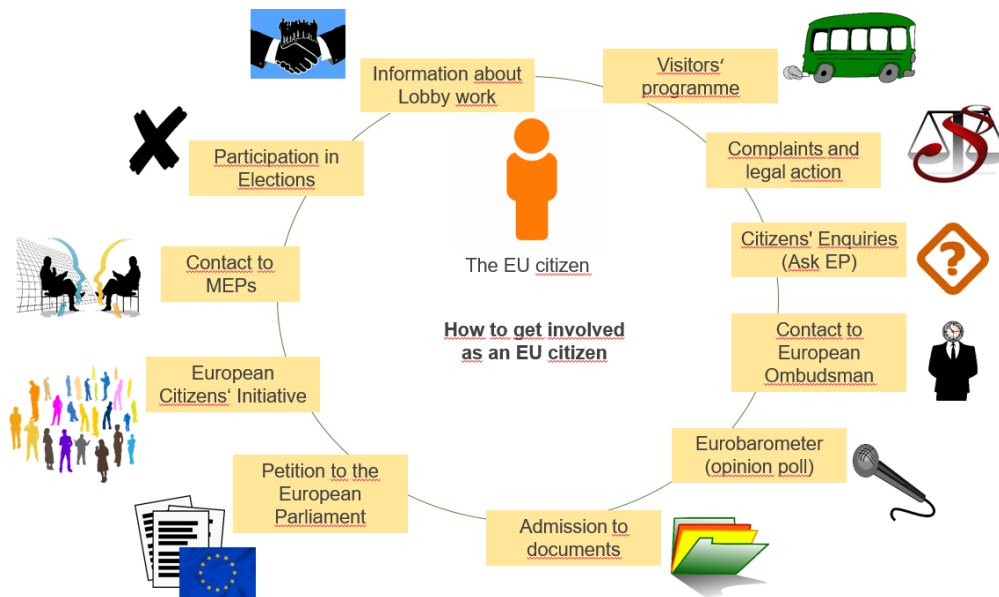 Information about
Lobby work
Visitors‘
programme
Participation in
Elections
Complaints and
legal action
Contact to
MEPs
The EU citizen
Citizens' Enquiries
(Ask EP)
How to get involved
as an EU citizen
Contact to
European
Ombudsman
European
Citizens‘ Initiative
Eurobarometer
(opinion poll)
Petition to the
European
Parliament
Admission to
documents